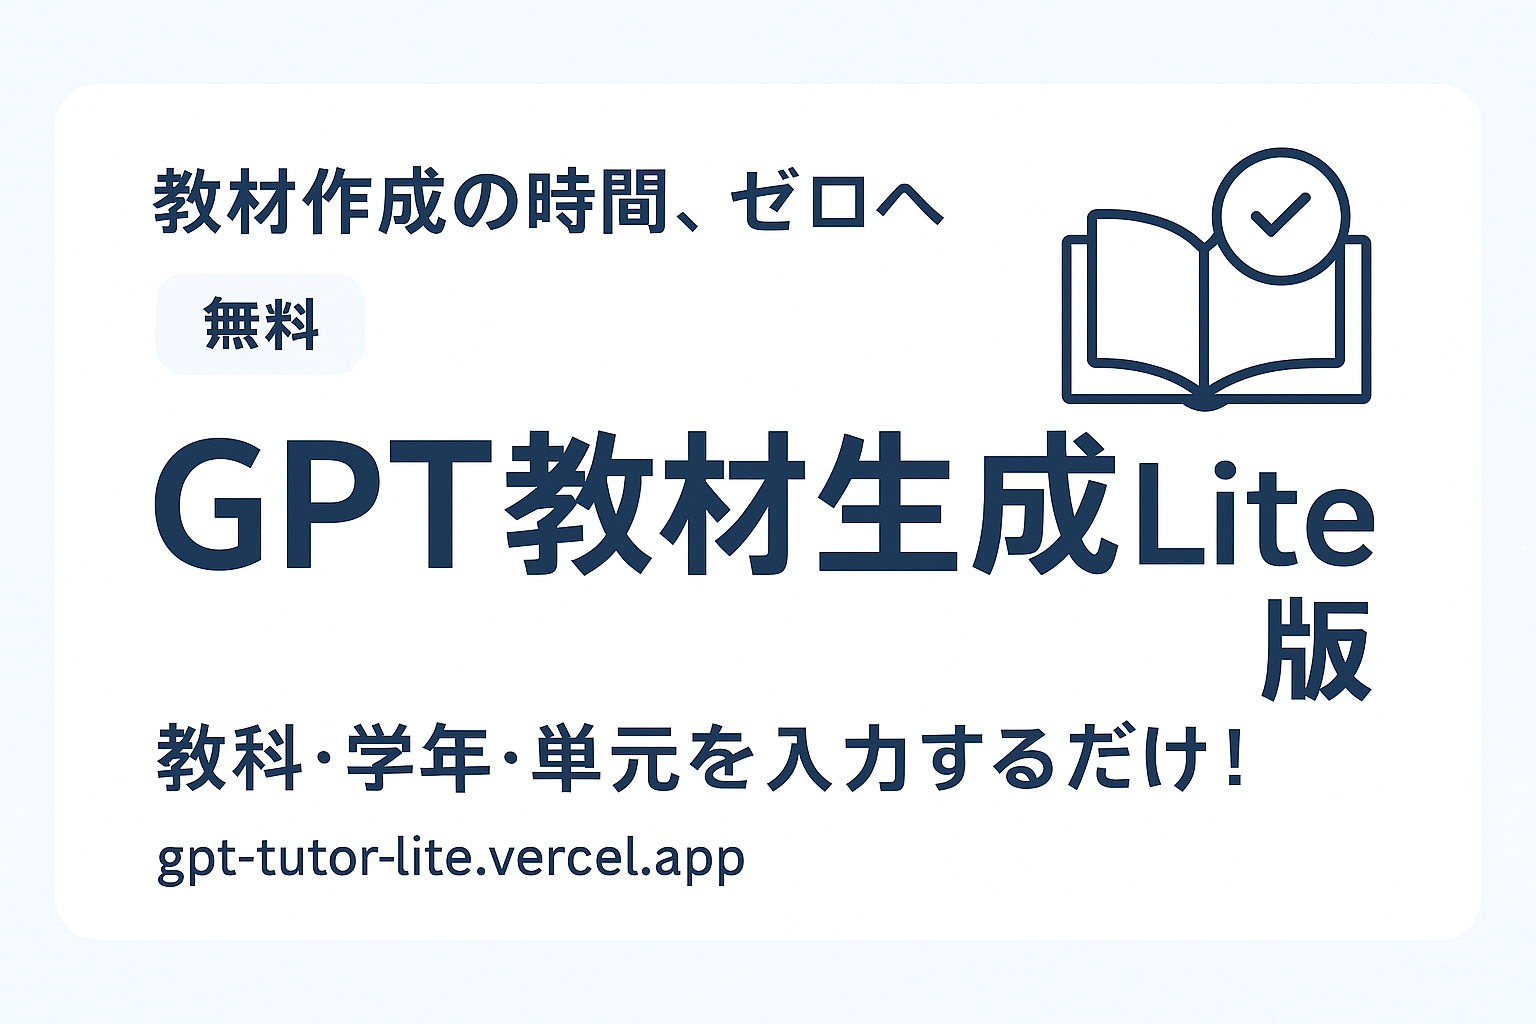 教材作成の時間、ゼロへ
無料
GPT教材生成Lite
版
教科・学年・単元を入力するだけ！
gpt-tutor-lite.vercel.app